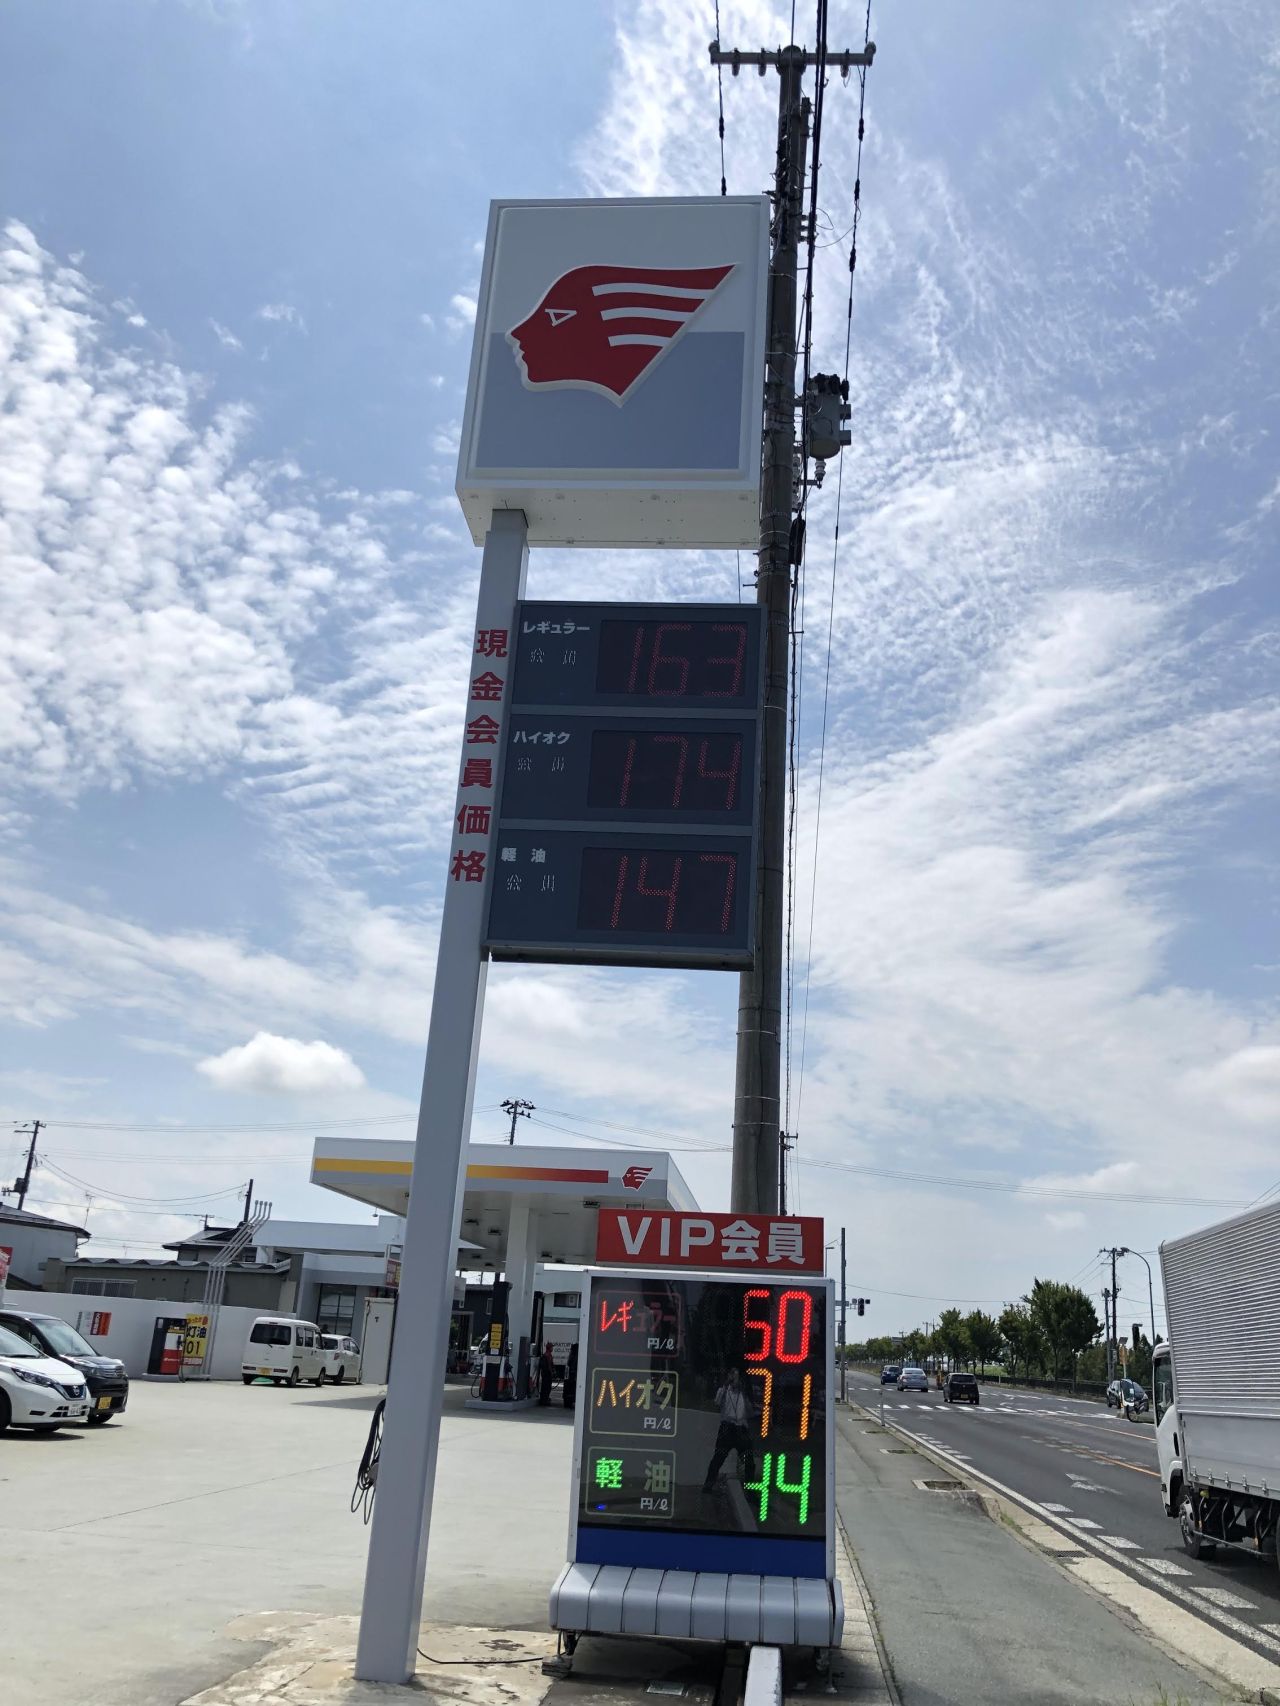 レギュラー
会員
163
ハイオク
会員
174
軽油
会員
147
現金会員価格
VIP会員
レギュラー
円/ℓ
50
ハイオク
円/ℓ
71
軽油
円/ℓ
44
灯油
101